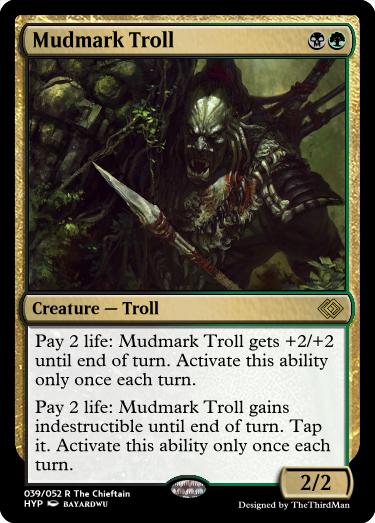 Mudmark Troll
Creature — Troll
Pay 2 life: Mudmark Troll gets +2/+2
until end of turn. Activate this ability
only once each turn.
Pay 2 life: Mudmark Troll gains
indestructible until end of turn. Tap
it. Activate this ability only once each
turn.
2/2
039/052 R The Chieftain
HYP BAYARDWU
Designed by TheThirdMan